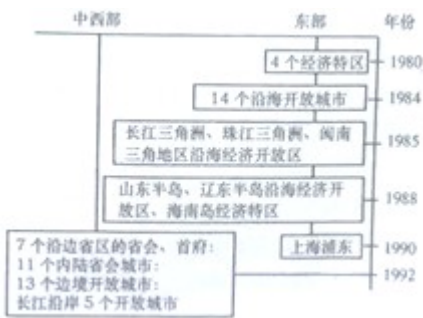 中西部
东部
年份
4个经济特区
1980
14个沿海开放城市
1984
长江三角洲、珠江三角洲、闽南
三角地区沿海经济开放区
1985
山东半岛、辽东半岛沿海经济开
放区、海南岛经济特区
1988
7个沿边省区的省会、首府:
11个内陆省会城市:
13个边境开放城市:
长江沿岸5个开放城市
上海浦东
1990
1992